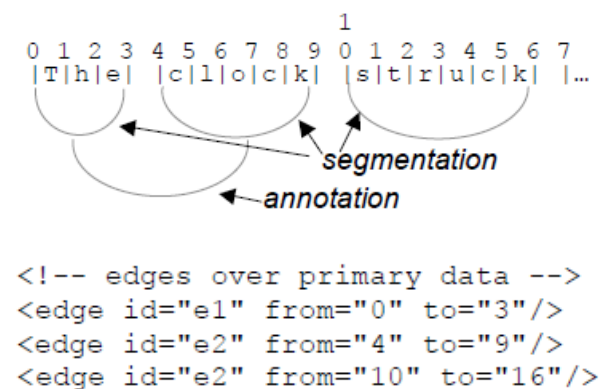 1
0 1 2 3 4 5 6 7 8 9 0 1 2 3 4 5 6 7
|T|h|e| |c|l|o|c|k| |s|t|r|u|c|k| |…
segmentation
annotation
<!-- edges over primary data -->
<edge id="e1" from="0" to="3"/>
<edge id="e2" from="4" to="9"/>
<edge id="e2" from="10" to="16"/>